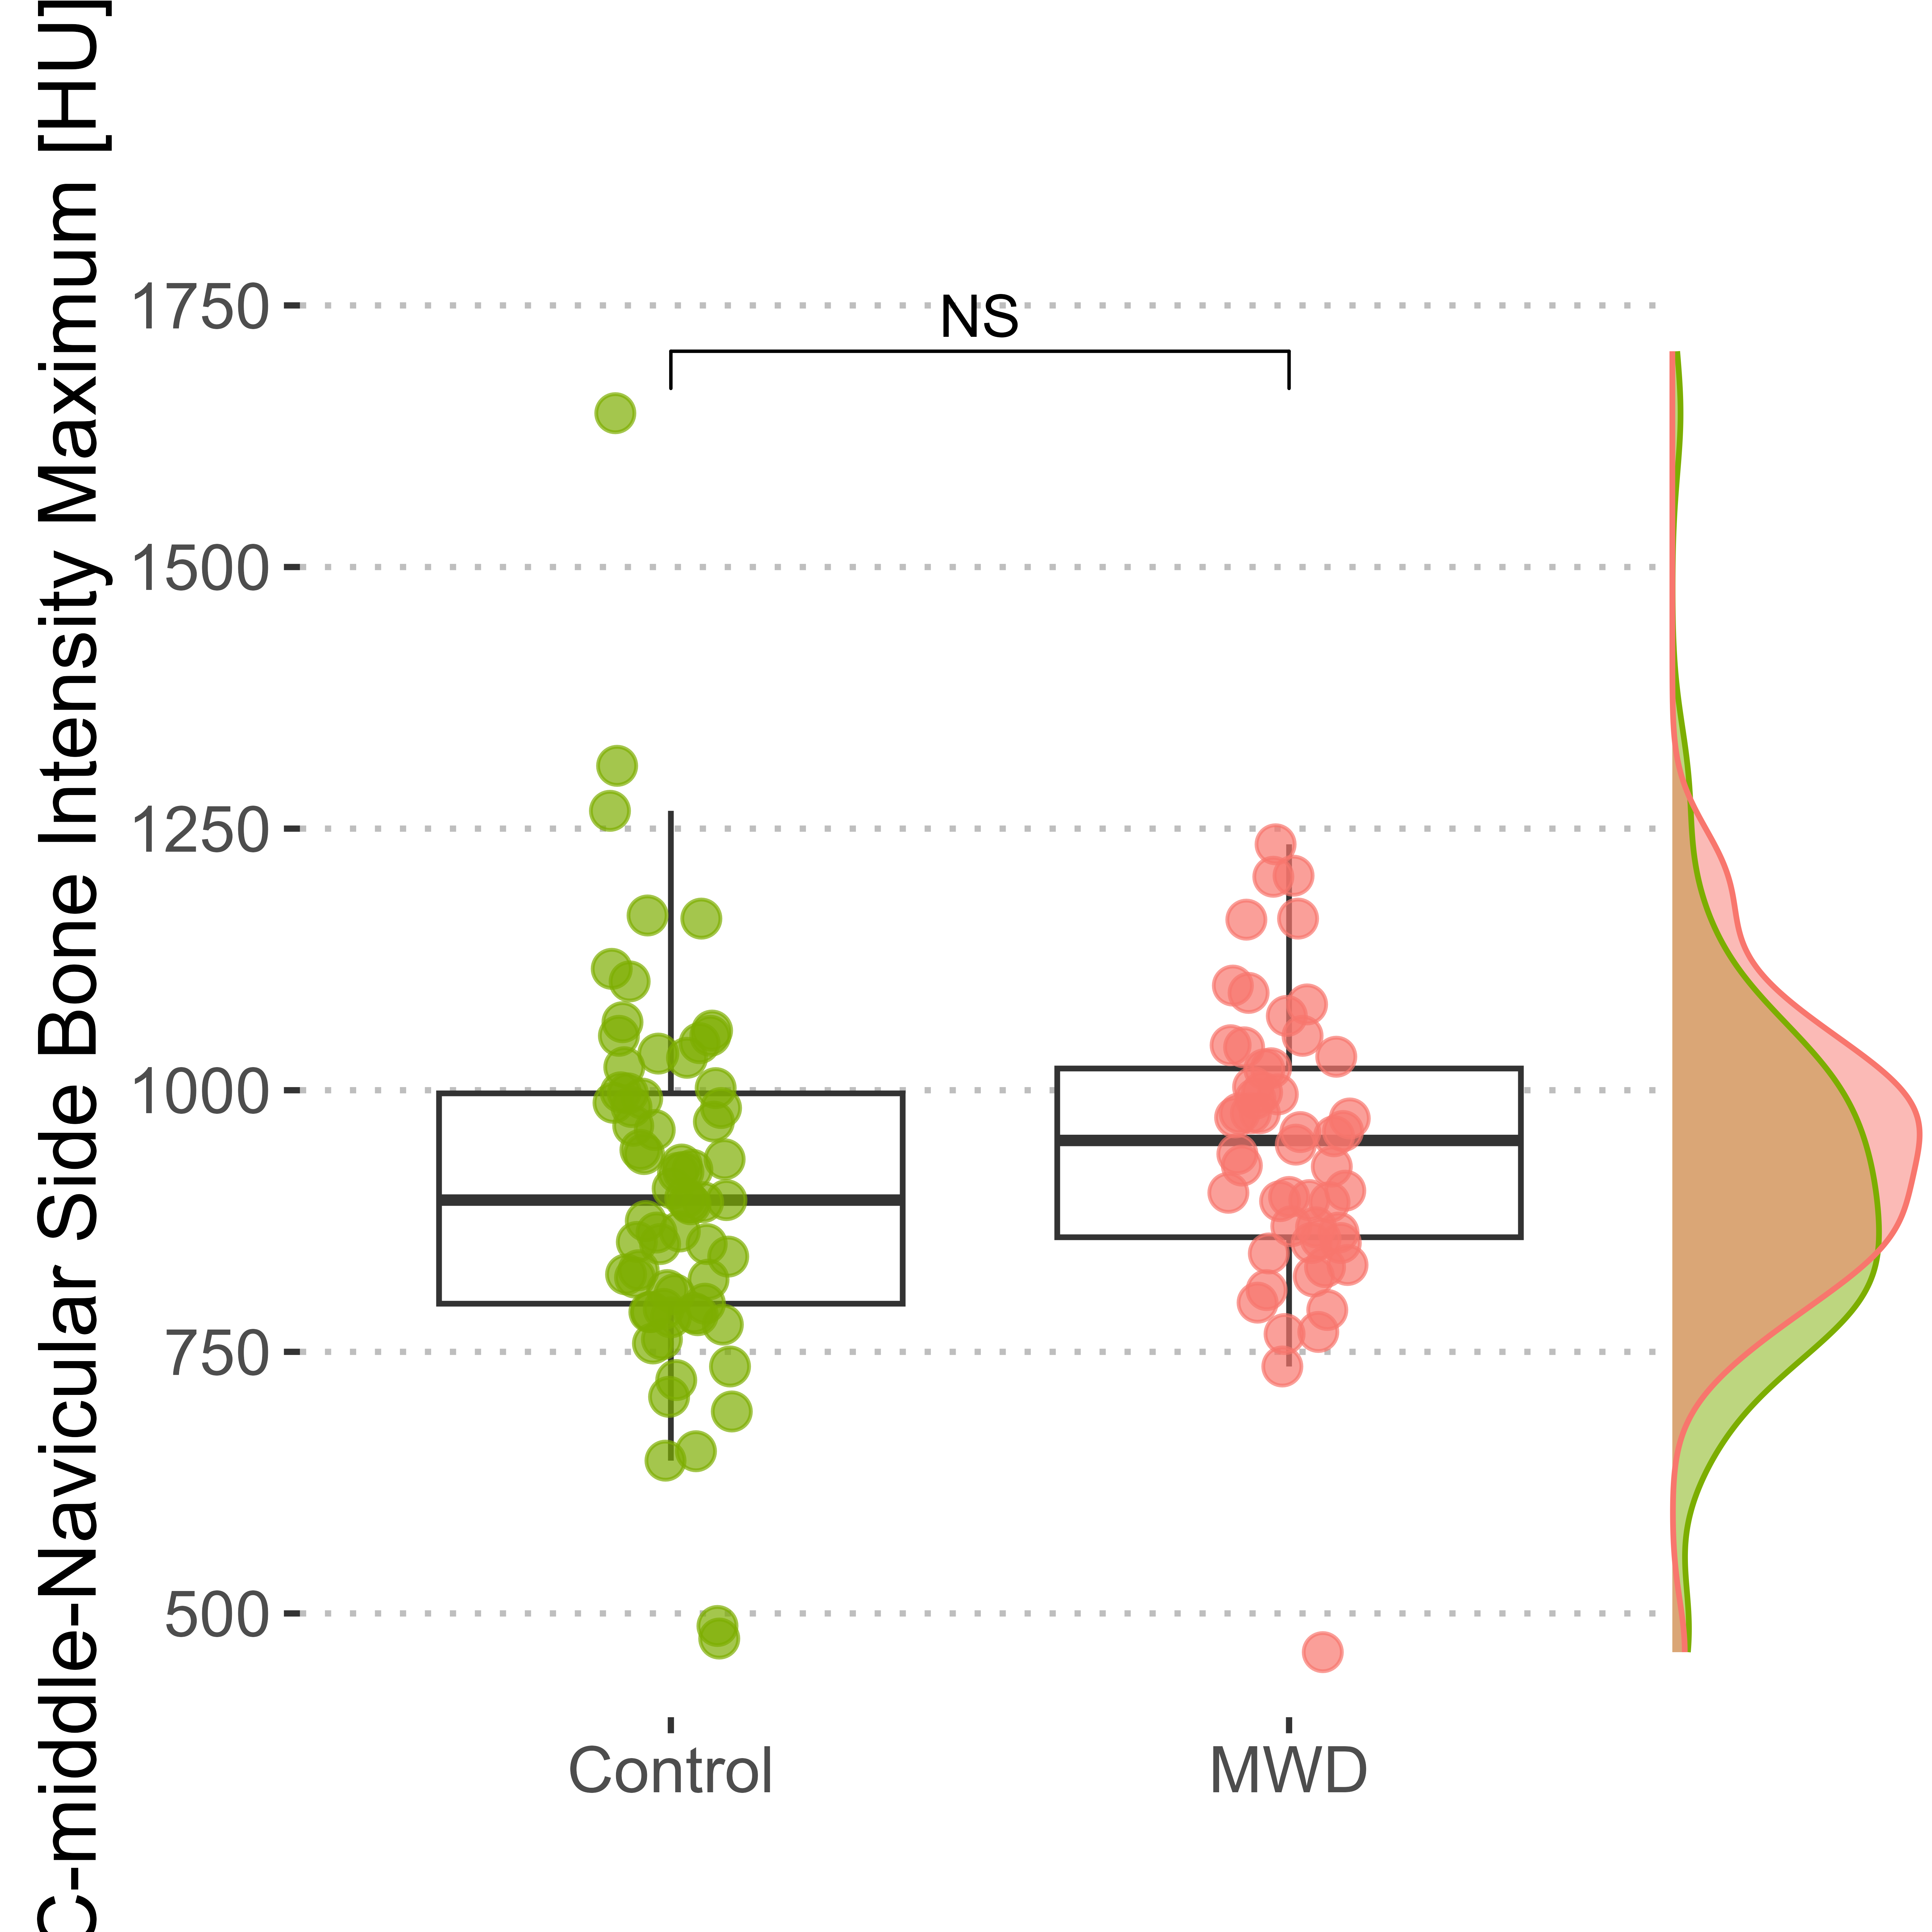 C-middle-Navicular Side Bone Intensity Maximum [HU]
1750
1500
1250
1000
750
500
NS
Control
MWD